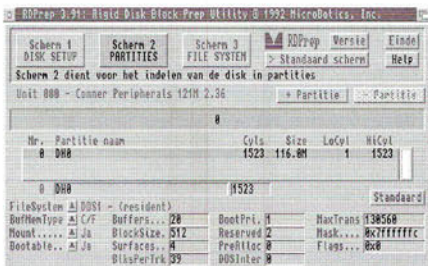 RDPrep 3.91: Rigid Disk Block Prep Utility © 1992 MicroBotics, Inc.
Scherm 1 DISK SETUP
Scherm 2 PARTITIES
Scherm 3 FILE SYSTEM
RDPrep Versie Einde
> Standaard scherm Help
Scherm 2 dient voor het indelen van de disk in partities
Unit 000 - Conner Peripherals 121M 2.36 + Partitie - Partitie
0
Nr. Partitie naam Cyls Size LoCyl HiCyl
0 DH0 1523 116.0M 1 1523
0 DH0 1523
FileSystem DOS1 - (resident) Standaard
BufMemType C/F Buffers... 20 BootPri. 1 MaxTrans 130560
Mount..... Ja BlockSize. 512 Reserved 2 Mask.... 0x7ffffffc
Bootable.. Ja Surfaces.. 4 PreAlloc 0 Flags... 0x0
BlksPerTrk 39 DOSInter 0